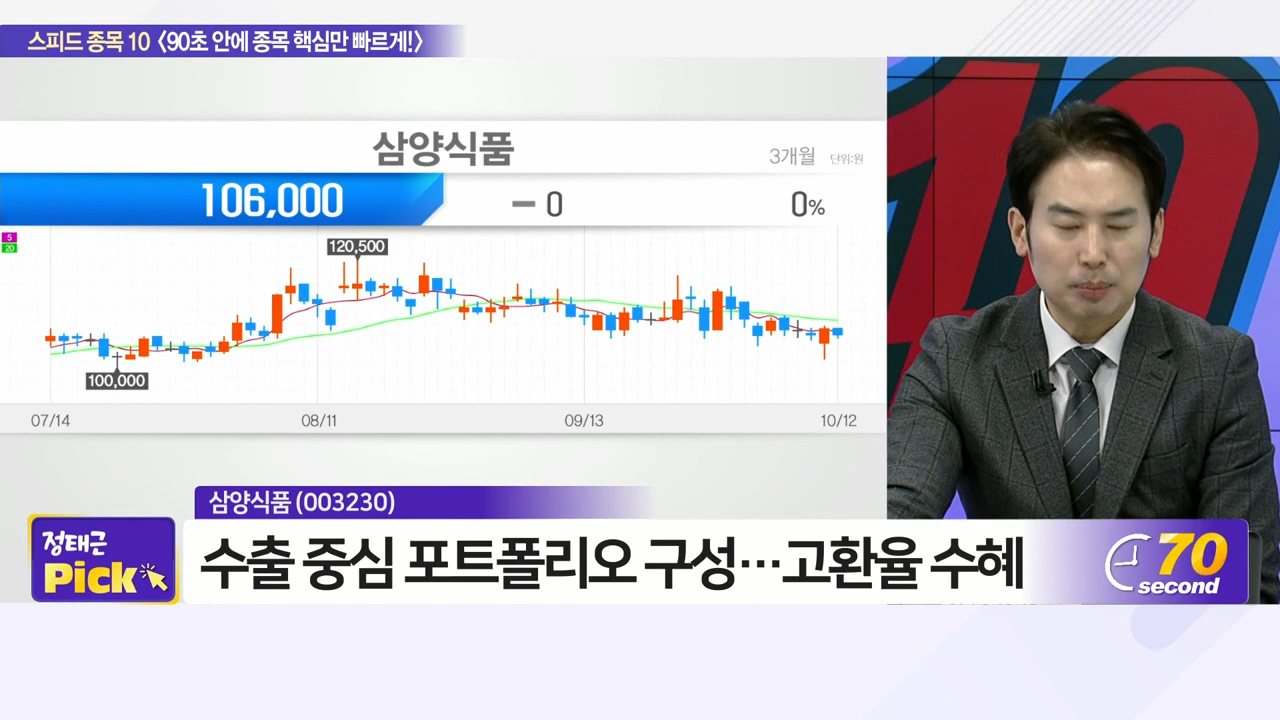 스피드 종목 10 〈90초 안에 종목 핵심만 빠르게!〉
삼양식품
3개월 단위:원
106,000 0 0%
5
20
120,500
100,000
07/14 08/11 09/13 10/12
10
삼양식품 (003230)
정태근
Pick
수출 중심 포트폴리오 구성…고환율 수혜
70
second